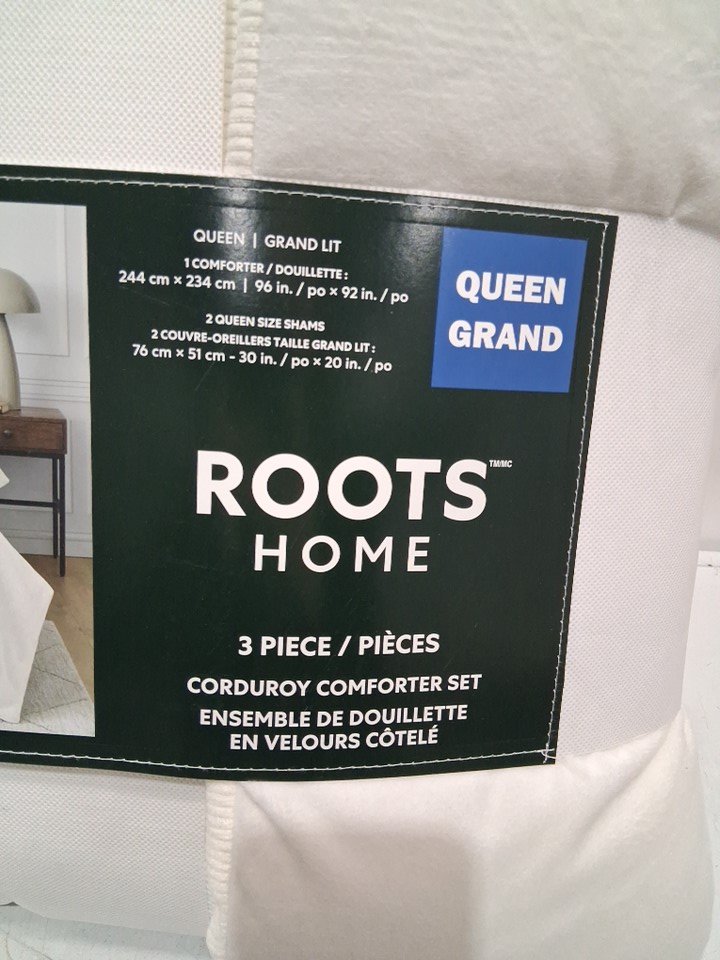 QUEEN | GRAND LIT
1 COMFORTER / DOUILLETTE :
244 cm × 234 cm | 96 in. / po × 92 in. / po
2 QUEEN SIZE SHAMS
2 COUVRE-OREILLERS TAILLE GRAND LIT :
76 cm × 51 cm - 30 in. / po × 20 in. / po
QUEEN
GRAND
ROOTS TM/MC
HOME
3 PIECE / PIÈCES
CORDUROY COMFORTER SET
ENSEMBLE DE DOUILLETTE
EN VELOURS CÔTELÉ